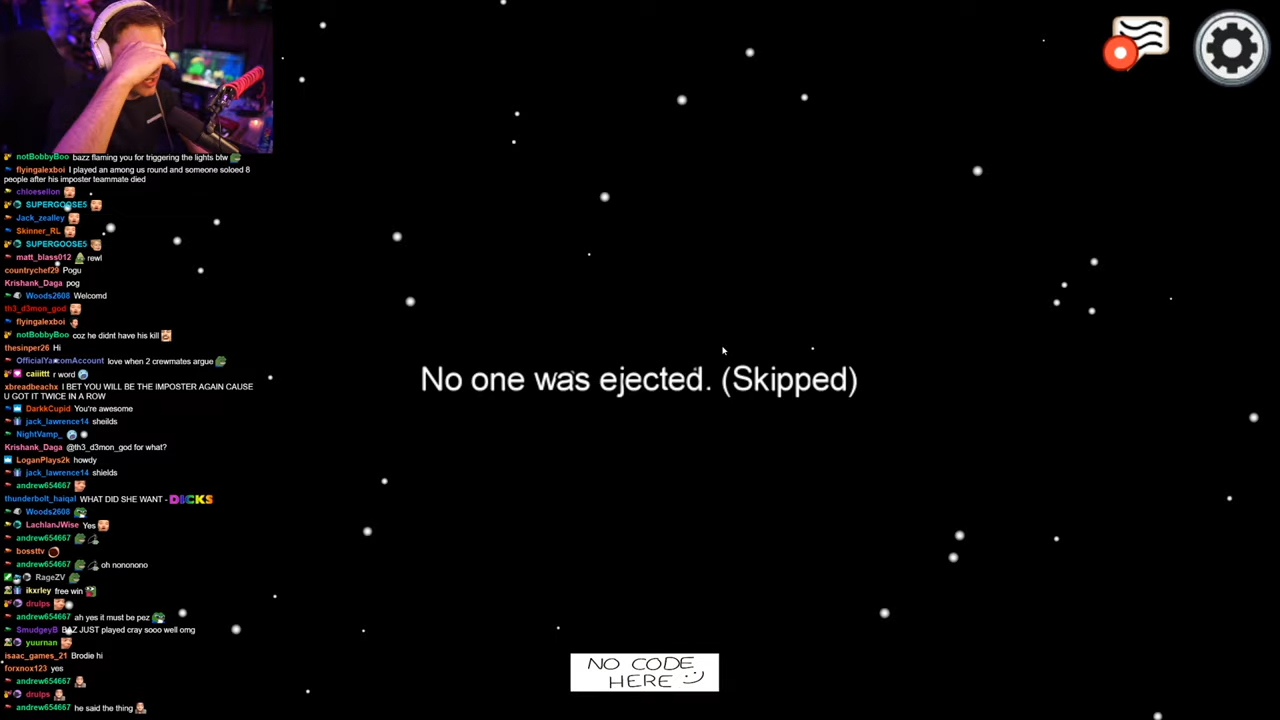 notBobbyBoo bazz flaming you for triggering the lights btw
flyingalexboi I played an among us round and someone soloed 8
people after his imposter teammate died
chloesellon
SUPERGOOSE5
Jack_zealley
Skinner_RL
SUPERGOOSE5
matt_blass012 rewl
countrychef29 Pogu
Krishank_Daga pog
Woods2608 Welcomd
th3_d3mon_god
flyingalexboi
notBobbyBoo coz he didnt have his kill
thesinper26 Hi
love when 2 crewmates argue
caiiittt r word
xbreadbeachx I BET YOU WILL BE THE IMPOSTER AGAIN CAUSE
U GOT IT TWICE IN A ROW
DarkkCupid You're awesome
jack_lawrence14 sheilds
NightVamp_
Krishank_Daga @th3_d3mon_god for what?
LoganPlays2k howdy
jack_lawrence14 shields
andrew654667
thunderbolt_haiqal WHAT DID SHE WANT - DICKS
Woods2608
LachlanJWise Yes
andrew654667
bossttv
andrew654667 oh nononono
RageZV
ikxrley free win
drulps
andrew654667 ah yes it must be pez
SmudgeyB BAZ JUST played cray sooo well omg
yuurnan
isaac_games_21 Brodie hi
forxnox123 yes
andrew654667
drulps
andrew654667 he said the thing
No one was ejected. (Skipped)
NO CODE
HERE